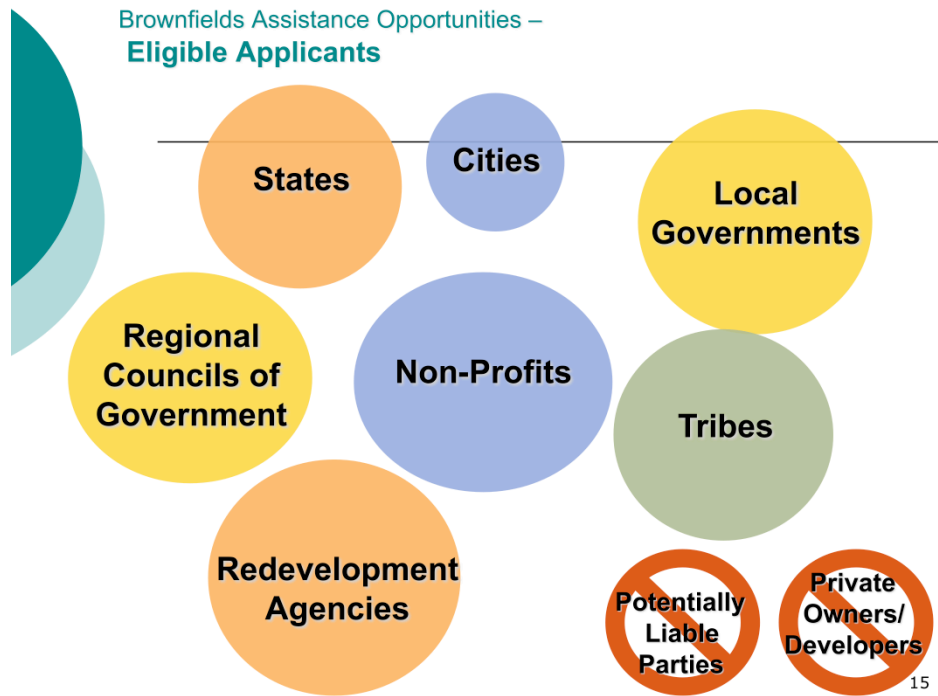 Brownfields Assistance Opportunities –
Eligible Applicants
States
Cities
Local
Governments
Regional
Councils of
Government
Non-Profits
Tribes
Redevelopment
Agencies
Potentially
Liable
Parties
Private
Owners/
Developers
15